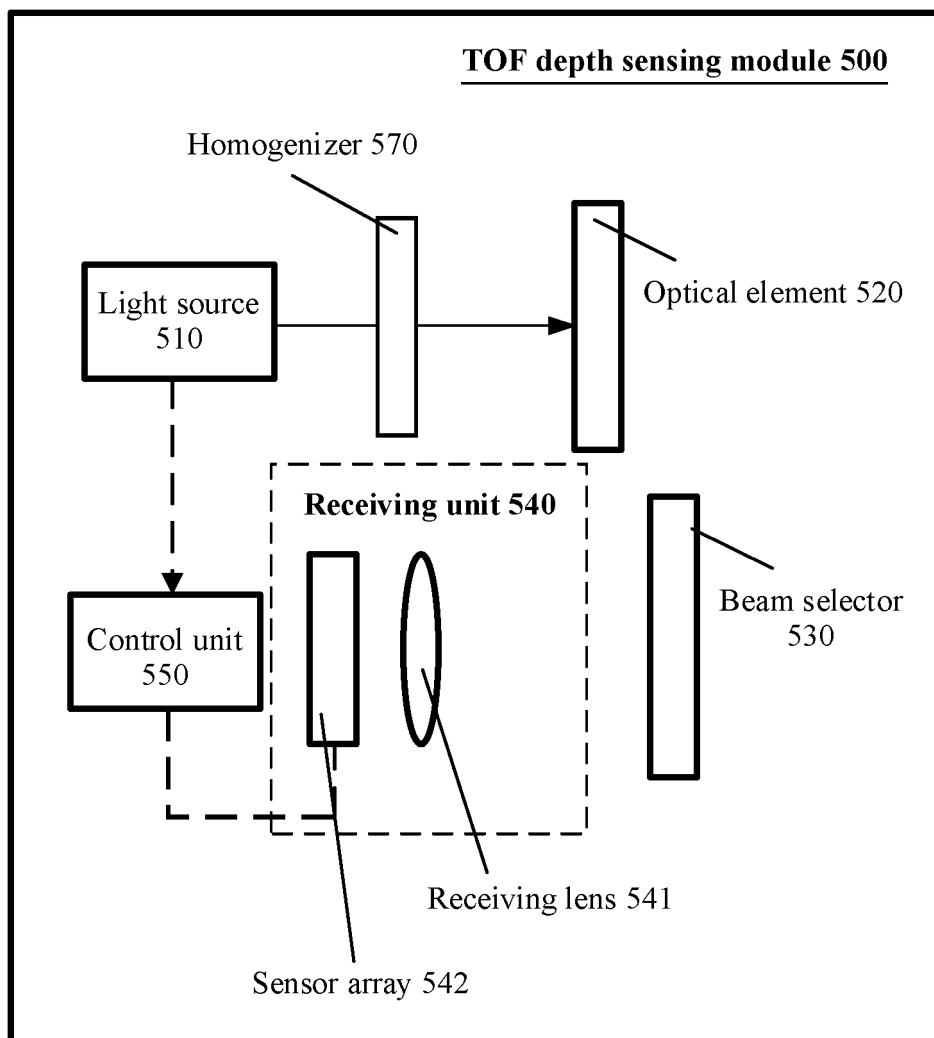 TOF depth sensing module 500
Homogenizer 570
Light source
510
Optical element 520
Receiving unit 540
Control unit
550
Beam selector
530
Receiving lens 541
Sensor array 542